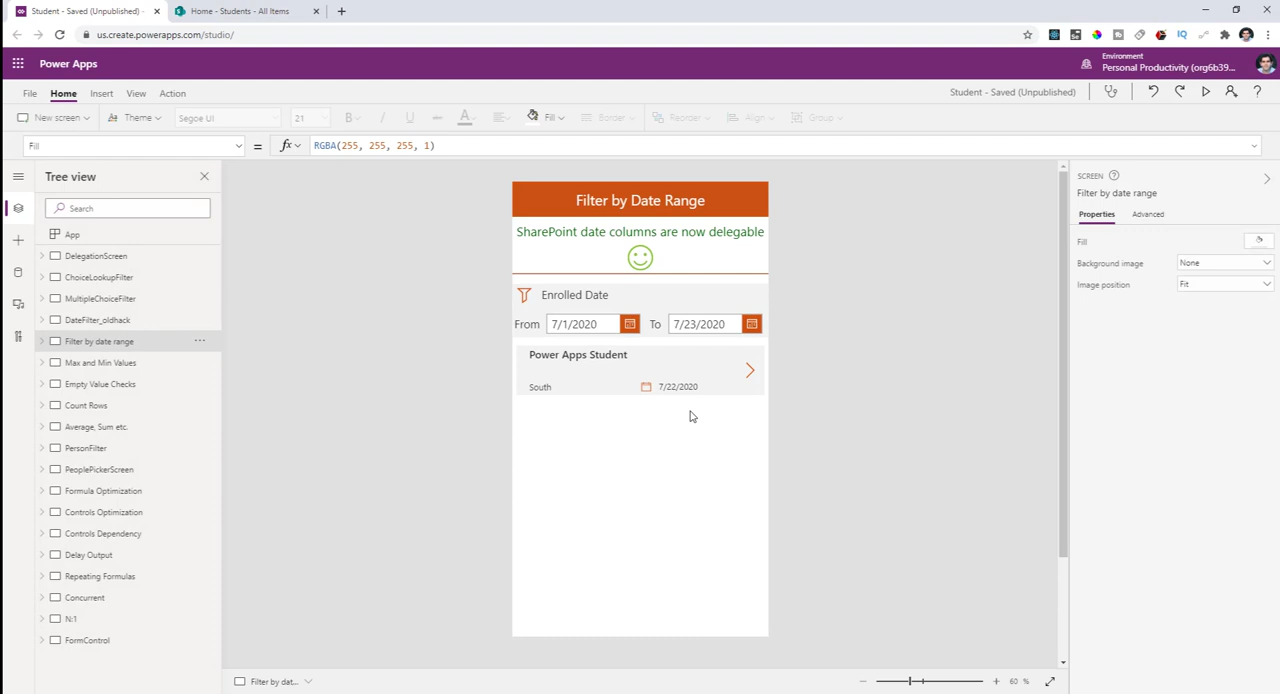 Student - Saved (Unpublished) -
Home - Students - All Items
us.create.powerapps.com/studio/
Power Apps
Environment
Personal Productivity (org6b39...
File
Home
Insert
View
Action
Student - Saved (Unpublished)
New screen
Theme
Segoe UI
21
B
I
U
A
Fill
Border
Reorder
Align
Group
Fill
=
fx
RGBA(255, 255, 255, 1)
Tree view
Search
App
DelegationScreen
ChoiceLookupFilter
MultipleChoiceFilter
DateFilter_oldhack
Filter by date range
Max and Min Values
Empty Value Checks
Count Rows
Average, Sum etc.
PersonFilter
PeoplePickerScreen
Formula Optimization
Controls Optimization
Controls Dependency
Delay Output
Repeating Formulas
Concurrent
N:1
FormControl
Filter by Date Range
SharePoint date columns are now delegable
Enrolled Date
From 7/1/2020 To 7/23/2020
Power Apps Student
South 7/22/2020
SCREEN
Filter by date range
Properties
Advanced
Fill
Background image None
Image position Fit
Filter by dat...
60 %